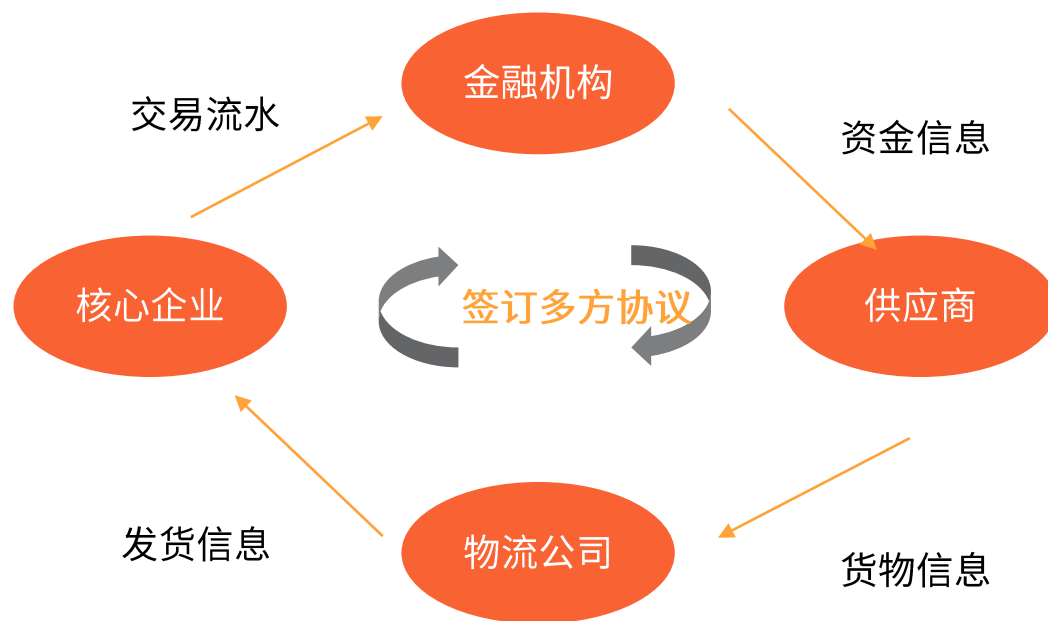 金融机构
交易流水
资金信息
核心企业
签订多方协议
供应商
发货信息
物流公司
货物信息